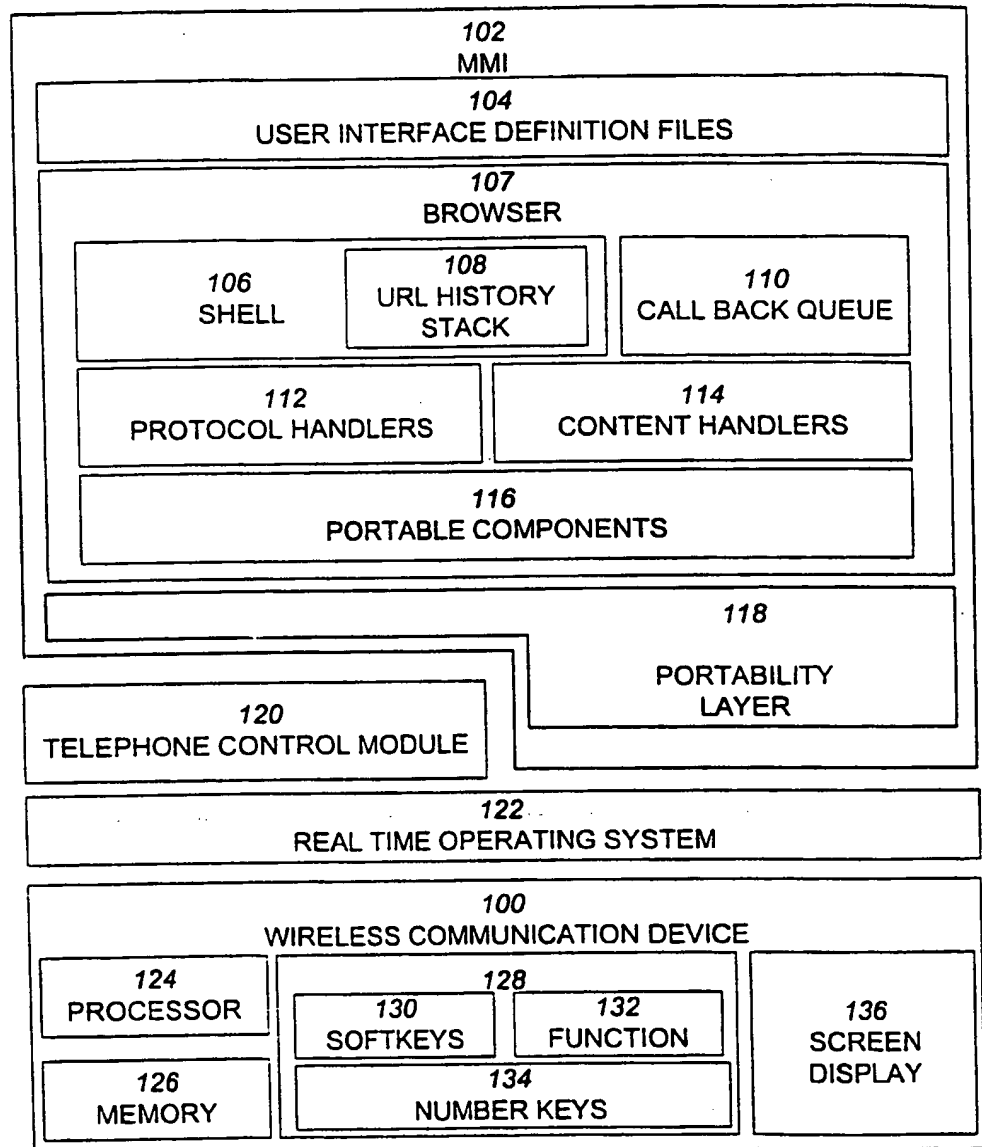 102
MMI
104
USER INTERFACE DEFINITION FILES
107
BROWSER
106
SHELL
108
URL HISTORY
STACK
110
CALL BACK QUEUE
112
PROTOCOL HANDLERS
114
CONTENT HANDLERS
116
PORTABLE COMPONENTS
118
PORTABILITY
LAYER
120
TELEPHONE CONTROL MODULE
122
REAL TIME OPERATING SYSTEM
100
WIRELESS COMMUNICATION DEVICE
124
PROCESSOR
126
MEMORY
128
130
SOFTKEYS
132
FUNCTION
134
NUMBER KEYS
136
SCREEN
DISPLAY